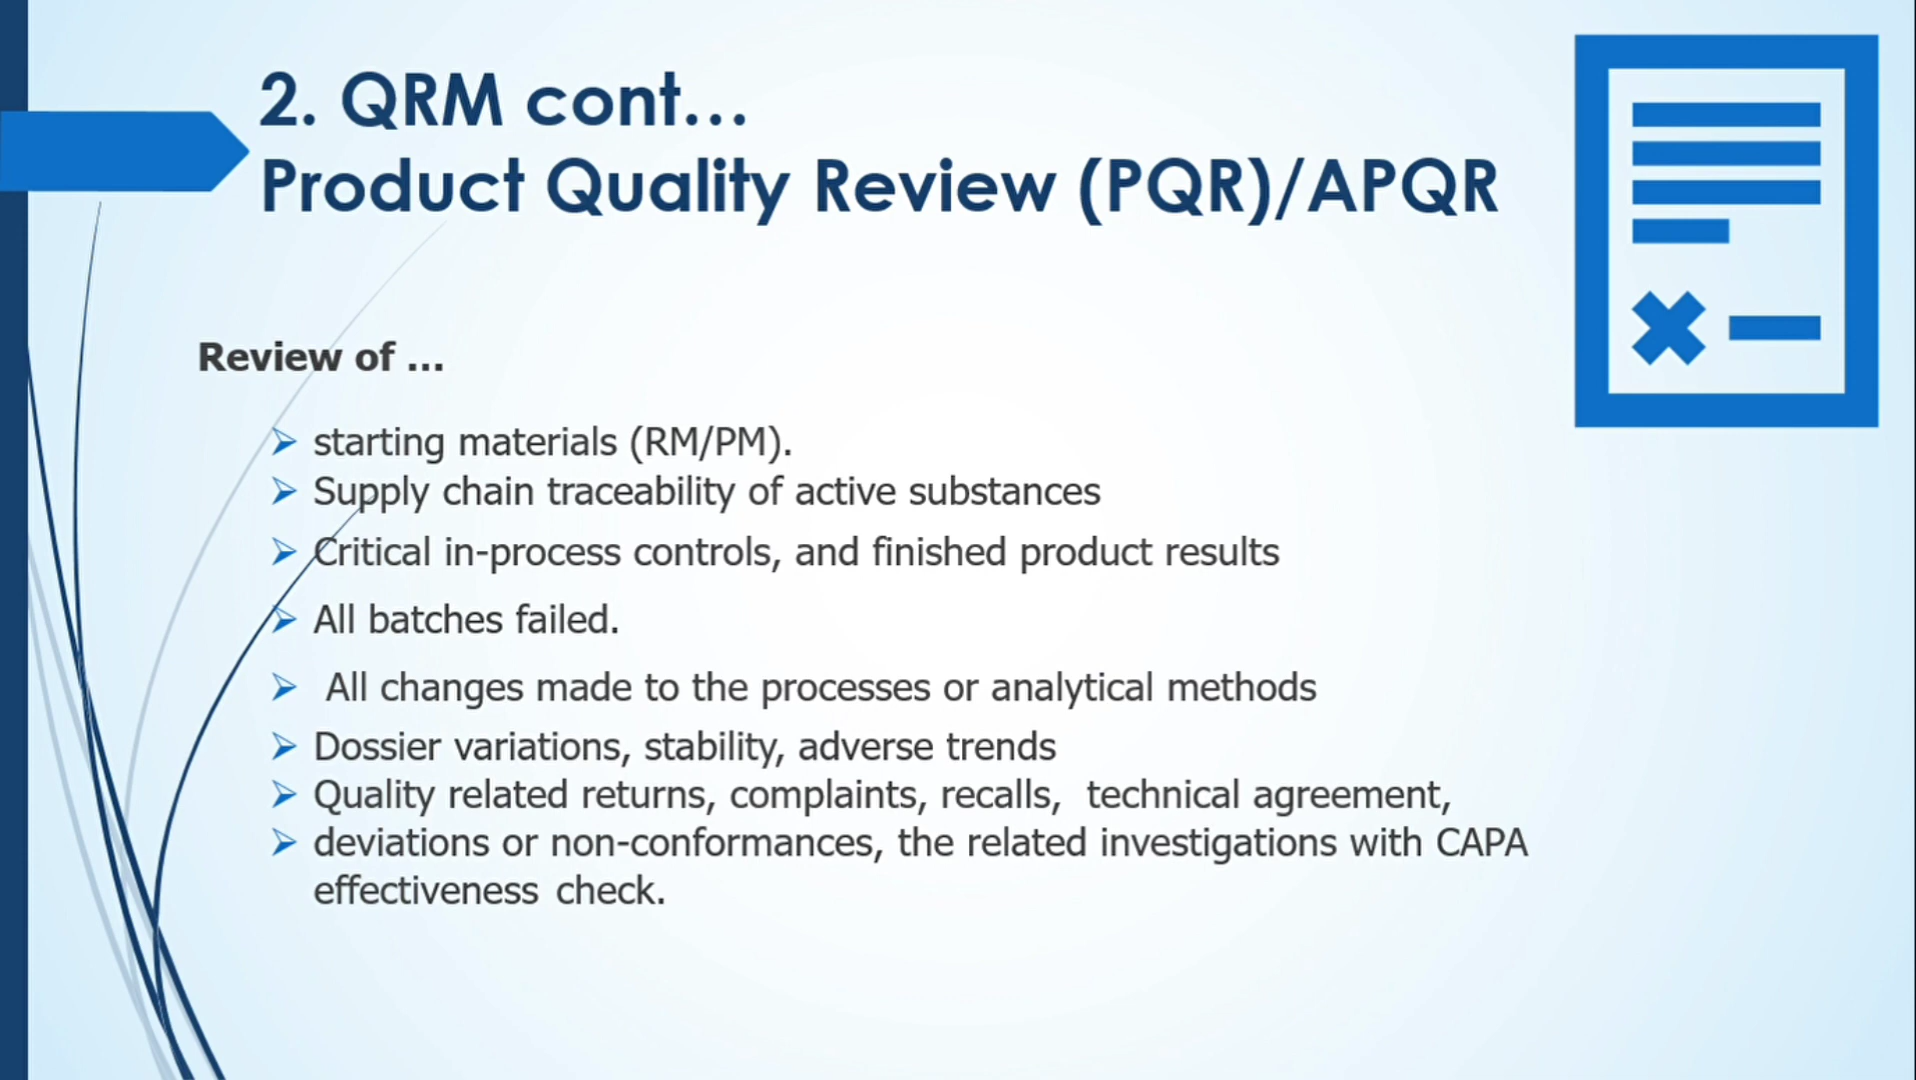 2. QRM cont…
Product Quality Review (PQR)/APQR
Review of …
starting materials (RM/PM).
Supply chain traceability of active substances
Critical in-process controls, and finished product results
All batches failed.
All changes made to the processes or analytical methods
Dossier variations, stability, adverse trends
Quality related returns, complaints, recalls,  technical agreement,
deviations or non-conformances, the related investigations with CAPA
effectiveness check.